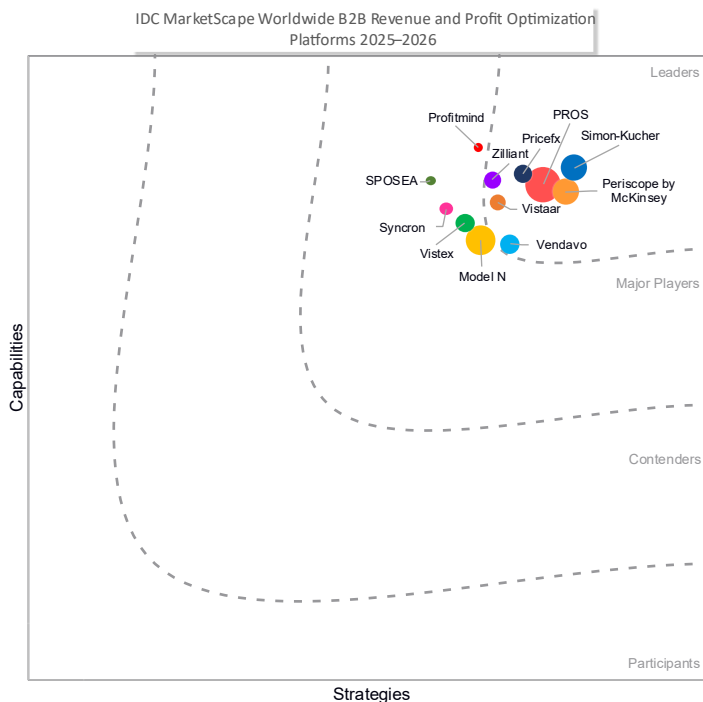 IDC MarketScape Worldwide B2B Revenue and Profit Optimization
Platforms 2025–2026
Leaders
PROS
Profitmind
Pricefx
Simon-Kucher
Zilliant
SPOSEA
Periscope by
McKinsey
Vistaar
Syncron
Vendavo
Vistex
Model N
Major Players
Capabilities
Contenders
Participants
Strategies